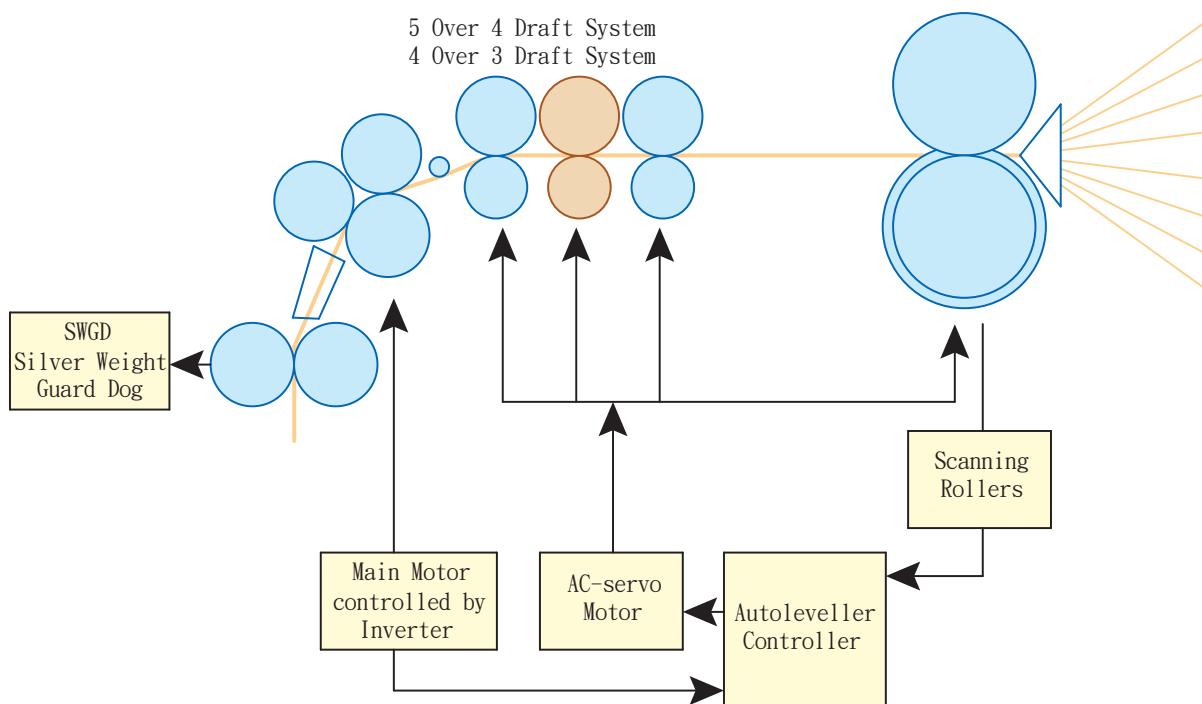 5 Over 4 Draft System
4 Over 3 Draft System
SWGD
Silver Weight
Guard Dog
Scanning
Rollers
Main Motor
controlled by
Inverter
AC-servo
Motor
Autoleveller
Controller